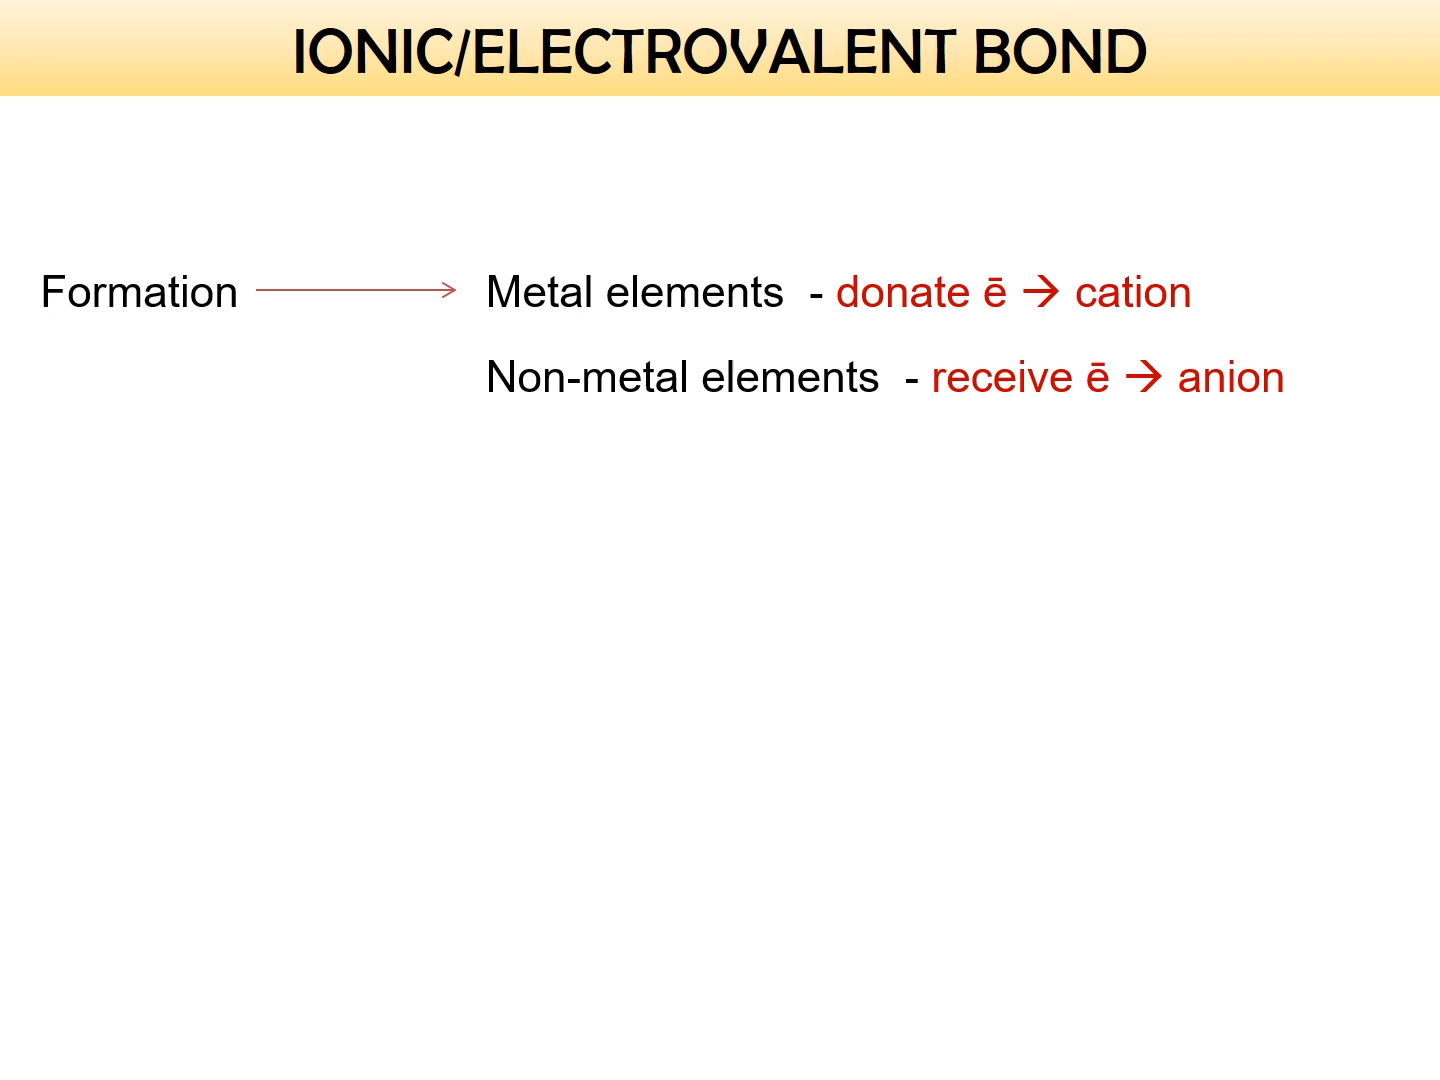 IONIC/ELECTROVALENT BOND
Formation Metal elements - donate ē → cation
Non-metal elements - receive ē → anion